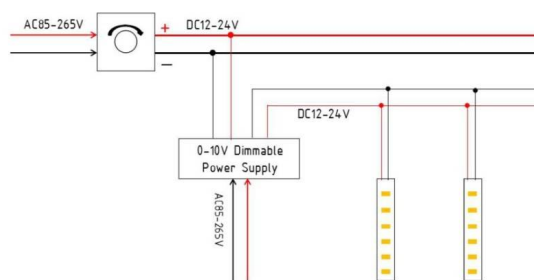 AC85-265V
+
DC12-24V
−
DC12-24V
0-10V Dimmable
Power Supply
AC85-265V